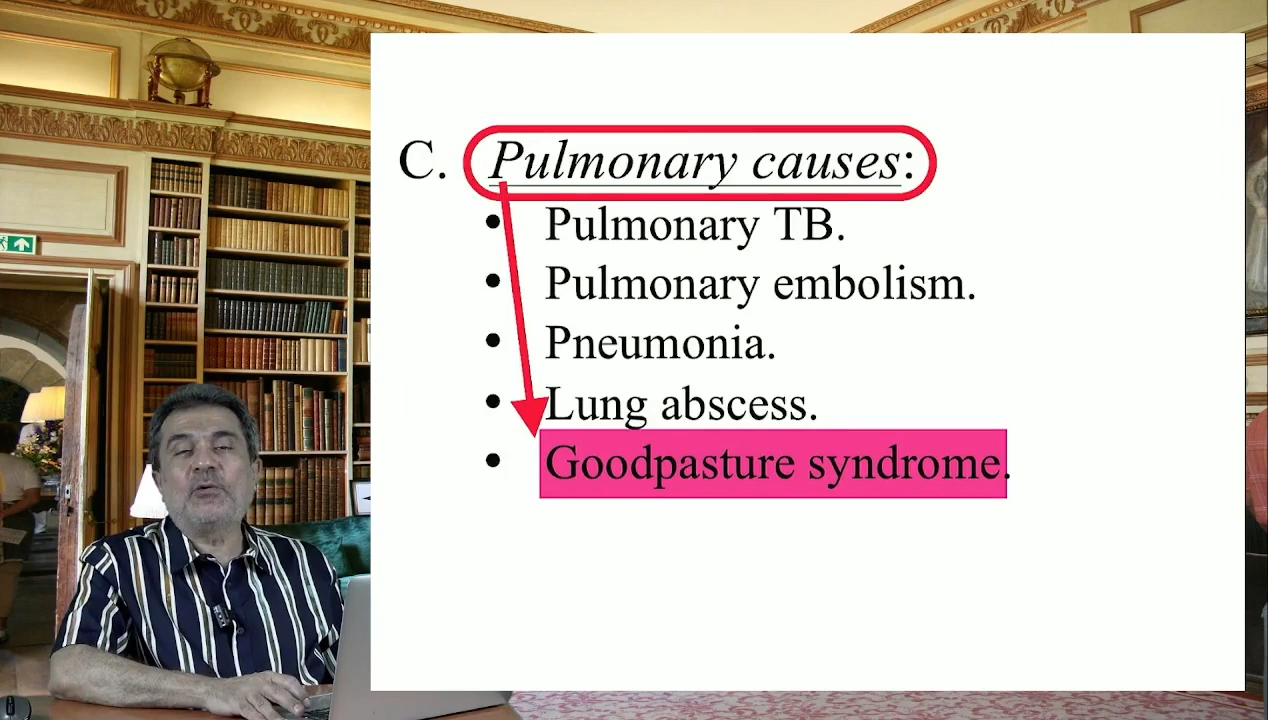 C. Pulmonary causes:
• Pulmonary TB.
• Pulmonary embolism.
• Pneumonia.
• Lung abscess.
• Goodpasture syndrome.